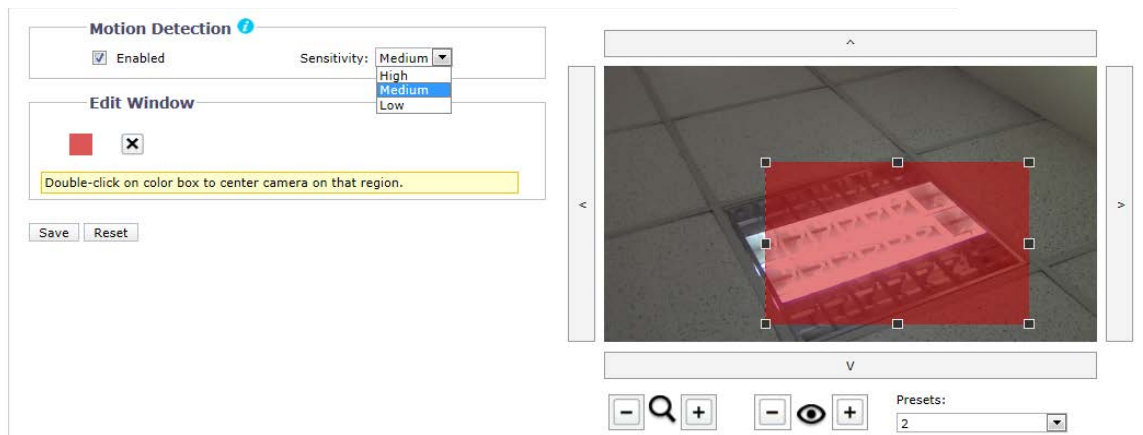 Motion Detection
Enabled
Sensitivity: Medium
High
Medium
Low
Edit Window
Double-click on color box to center camera on that region.
Save Reset
^
<
>
V
Presets:
2